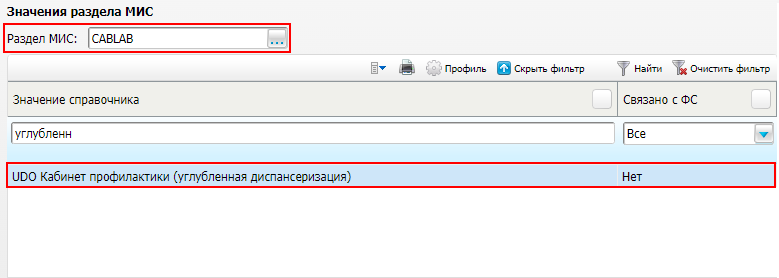 Значения раздела МИС
Раздел МИС: CABLAB ...
Профиль Скрыть фильтр Найти Очистить фильтр
Значение справочника Связано с ФС
углубленн Все
UDO Кабинет профилактики (углубленная диспансеризация) Нет